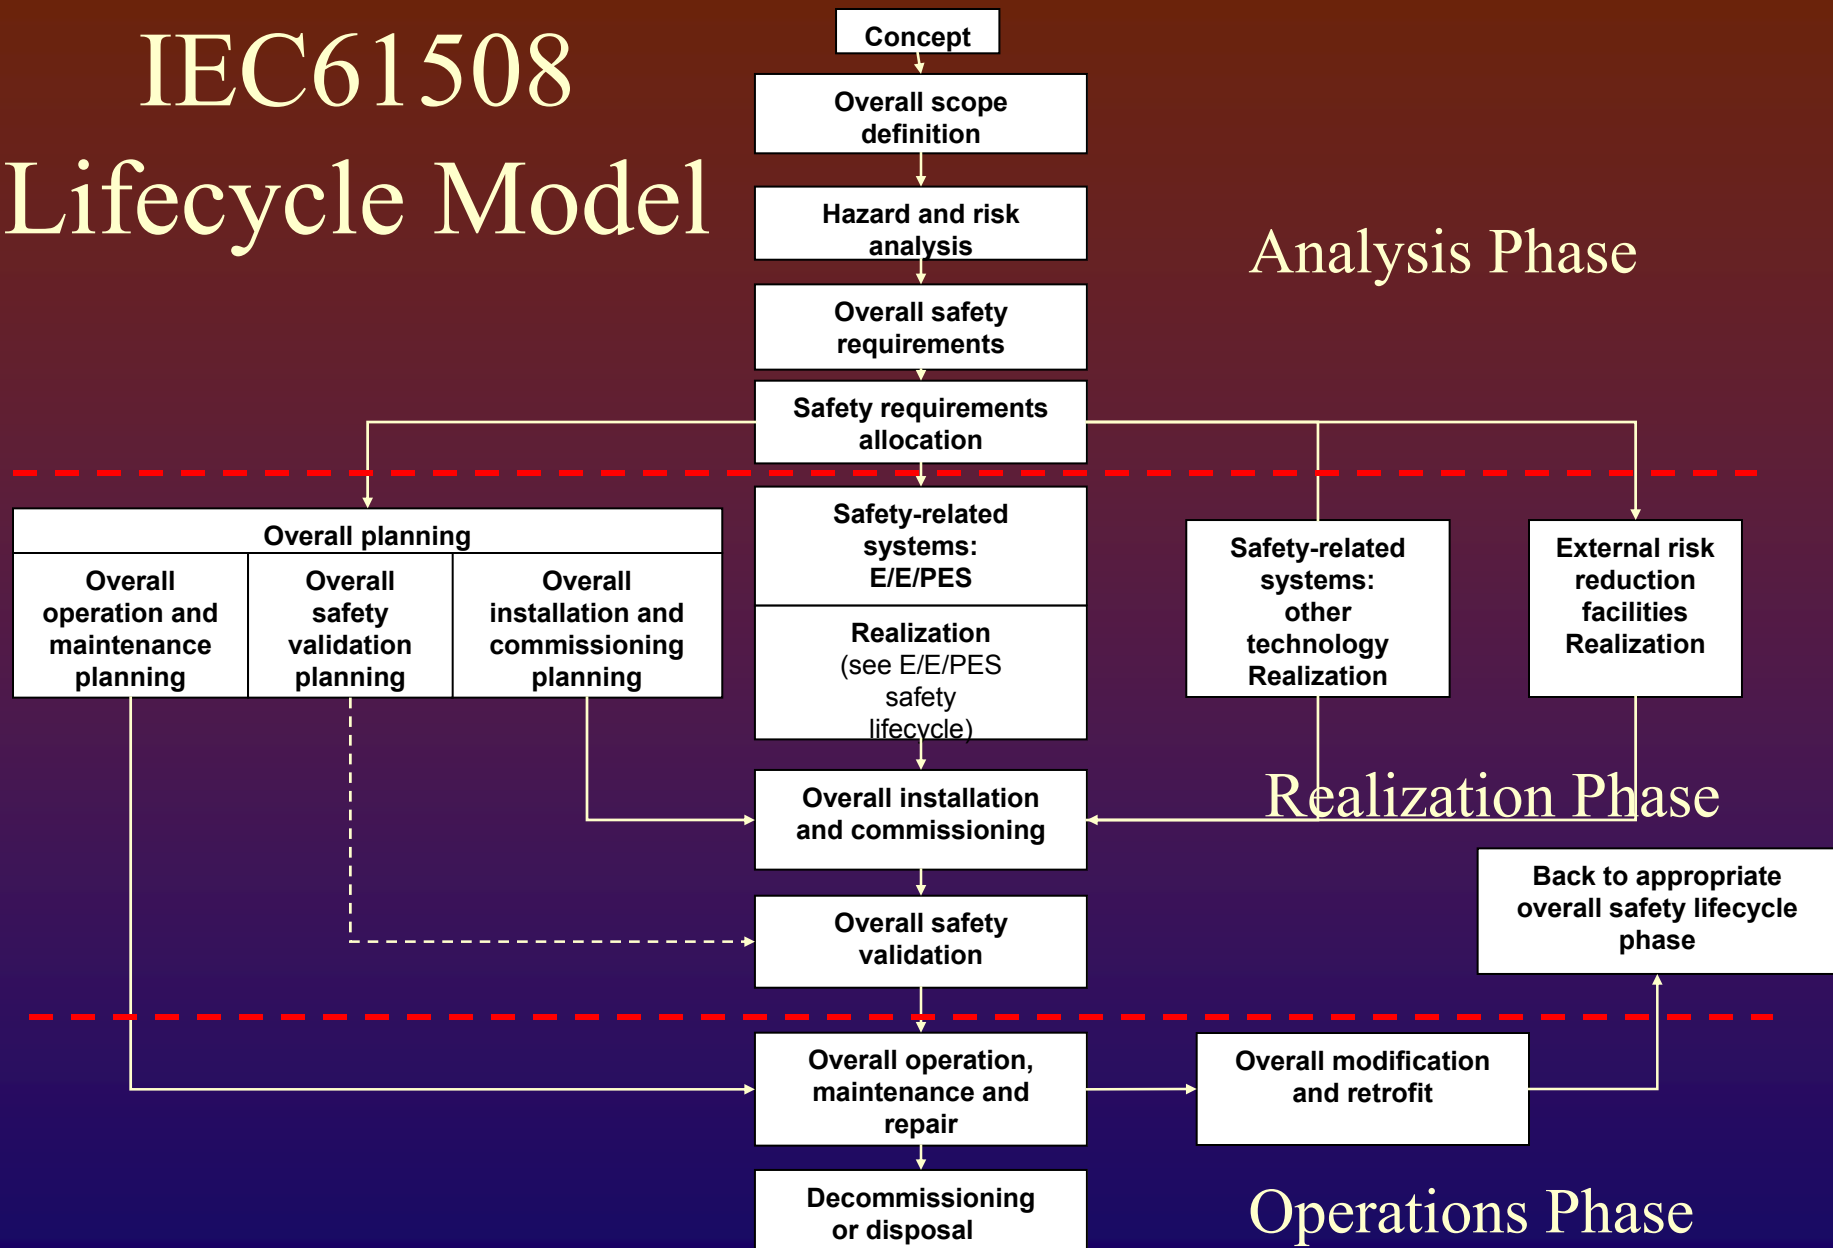 IEC61508
Lifecycle Model
Concept
Overall scope
definition
Hazard and risk
analysis
Analysis Phase
Overall safety
requirements
Safety requirements
allocation
Overall planning
Overall
operation and
maintenance
planning
Overall
safety
validation
planning
Overall
installation and
commissioning
planning
Safety-related
systems:
E/E/PES
Realization
(see E/E/PES
safety
lifecycle)
Safety-related
systems:
other
technology
Realization
External risk
reduction
facilities
Realization
Overall installation
and commissioning
Realization Phase
Overall safety
validation
Back to appropriate
overall safety lifecycle
phase
Overall operation,
maintenance and
repair
Overall modification
and retrofit
Decommissioning
or disposal
Operations Phase